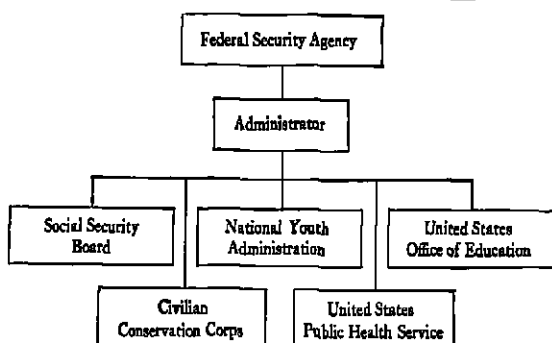 Federal Security Agency
Administrator
Social Security
Board
National Youth
Administration
United States
Office of Education
Civilian
Conservation Corps
United States
Public Health Service